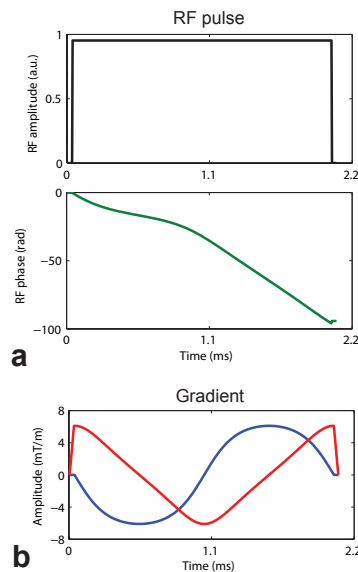 RF pulse
RF amplitude (a.u.)
1
0.5
0
0
1.1
2.2
RF phase (rad)
0
−50
−100
0
1.1
2.2
Time (ms)
a
Gradient
Amplitude (mT/m)
8
4
0
−4
−8
0
1.1
2.2
Time (ms)
b